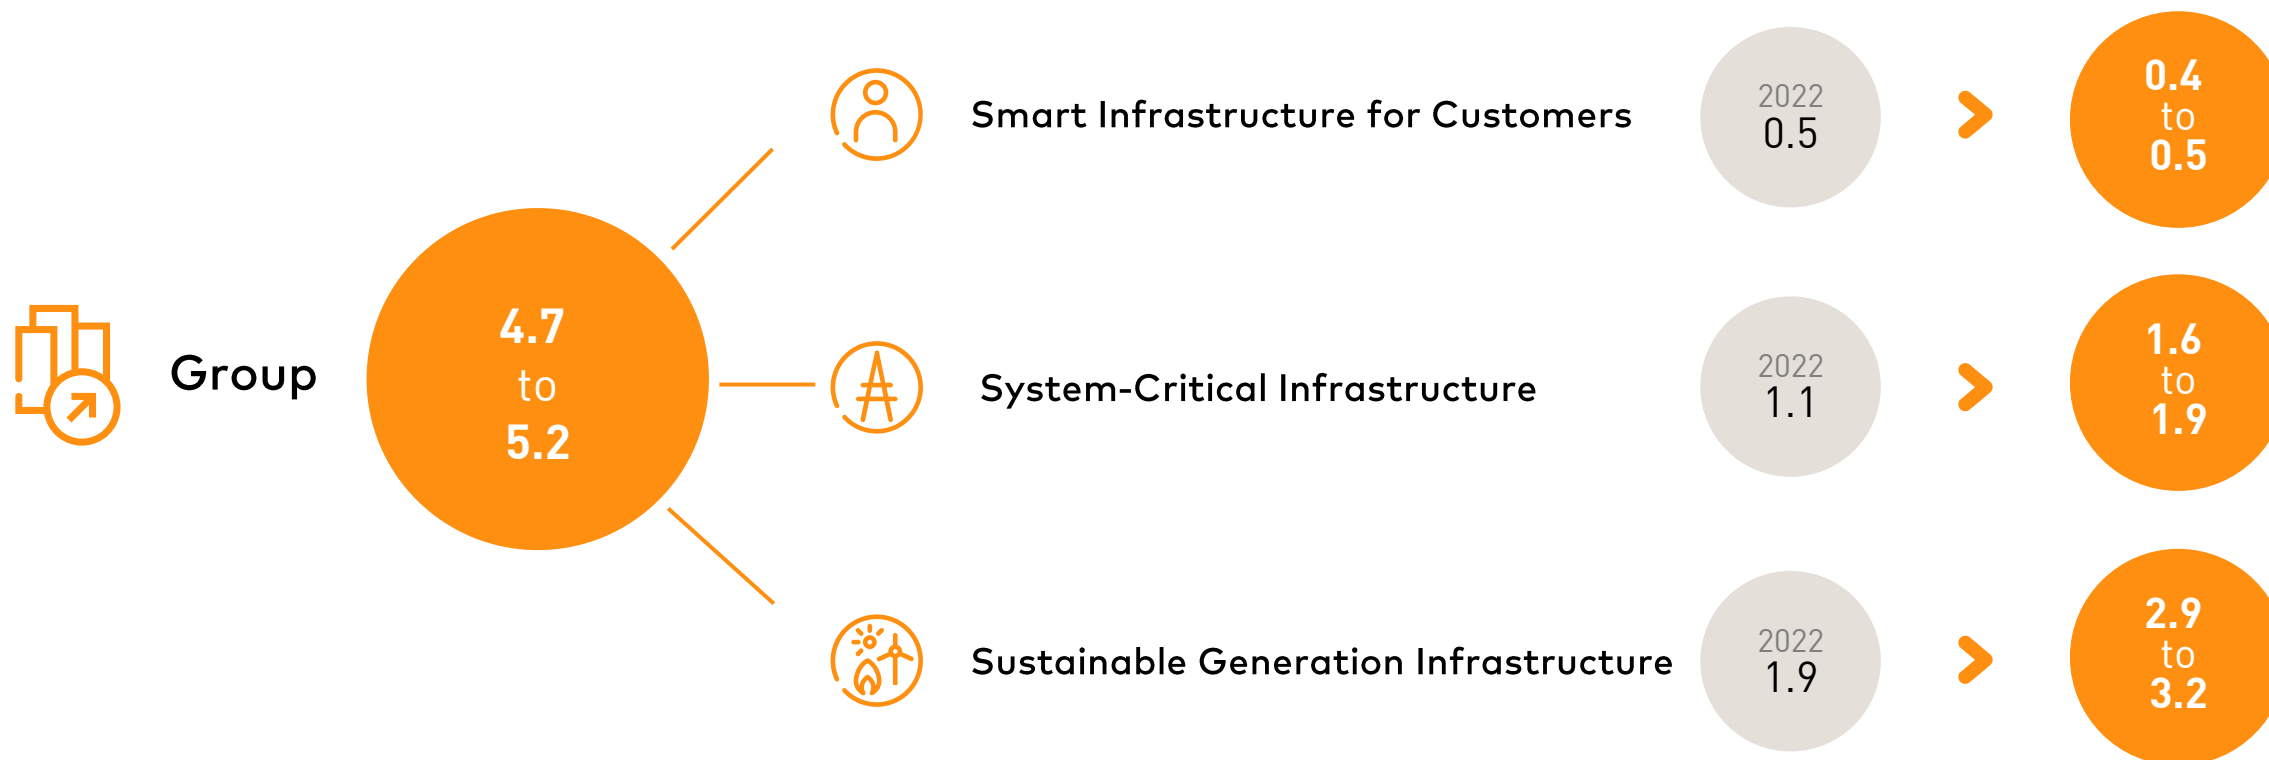 Group
4.7
to
5.2
Smart Infrastructure for Customers
2022
0.5
0.4
to
0.5
System-Critical Infrastructure
2022
1.1
1.6
to
1.9
Sustainable Generation Infrastructure
2022
1.9
2.9
to
3.2